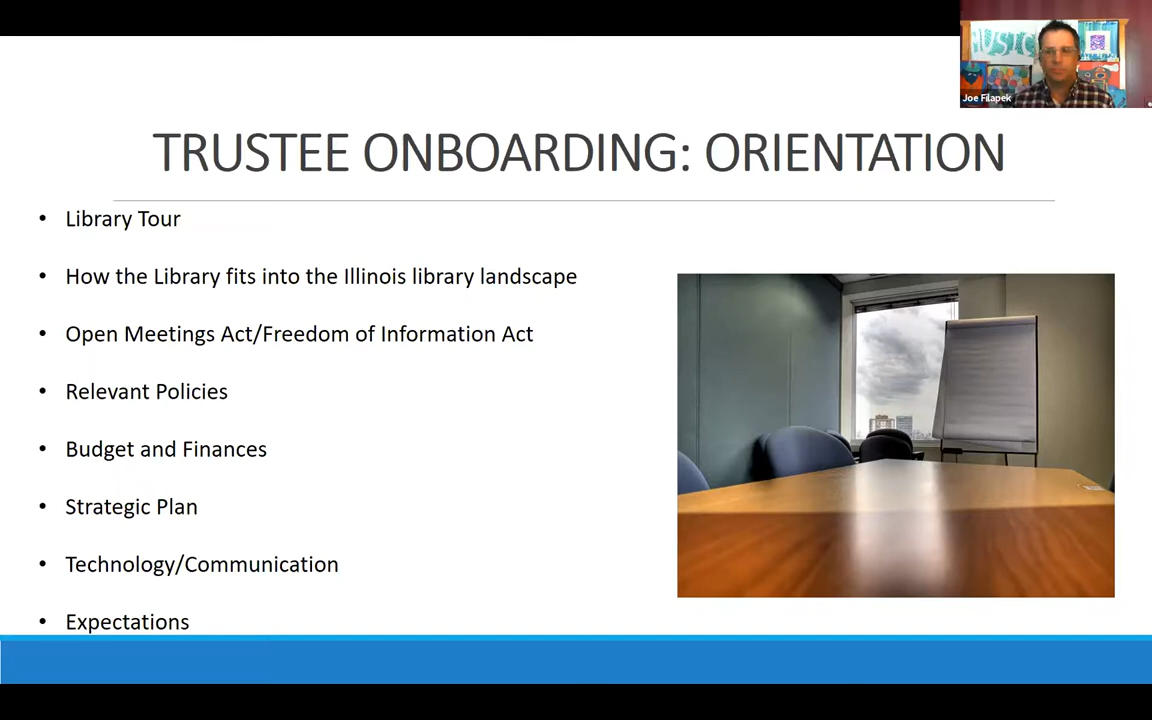 MUSIC
Joe Filapek
TRUSTEE ONBOARDING: ORIENTATION
• Library Tour
• How the Library fits into the Illinois library landscape
• Open Meetings Act/Freedom of Information Act
• Relevant Policies
• Budget and Finances
• Strategic Plan
• Technology/Communication
• Expectations